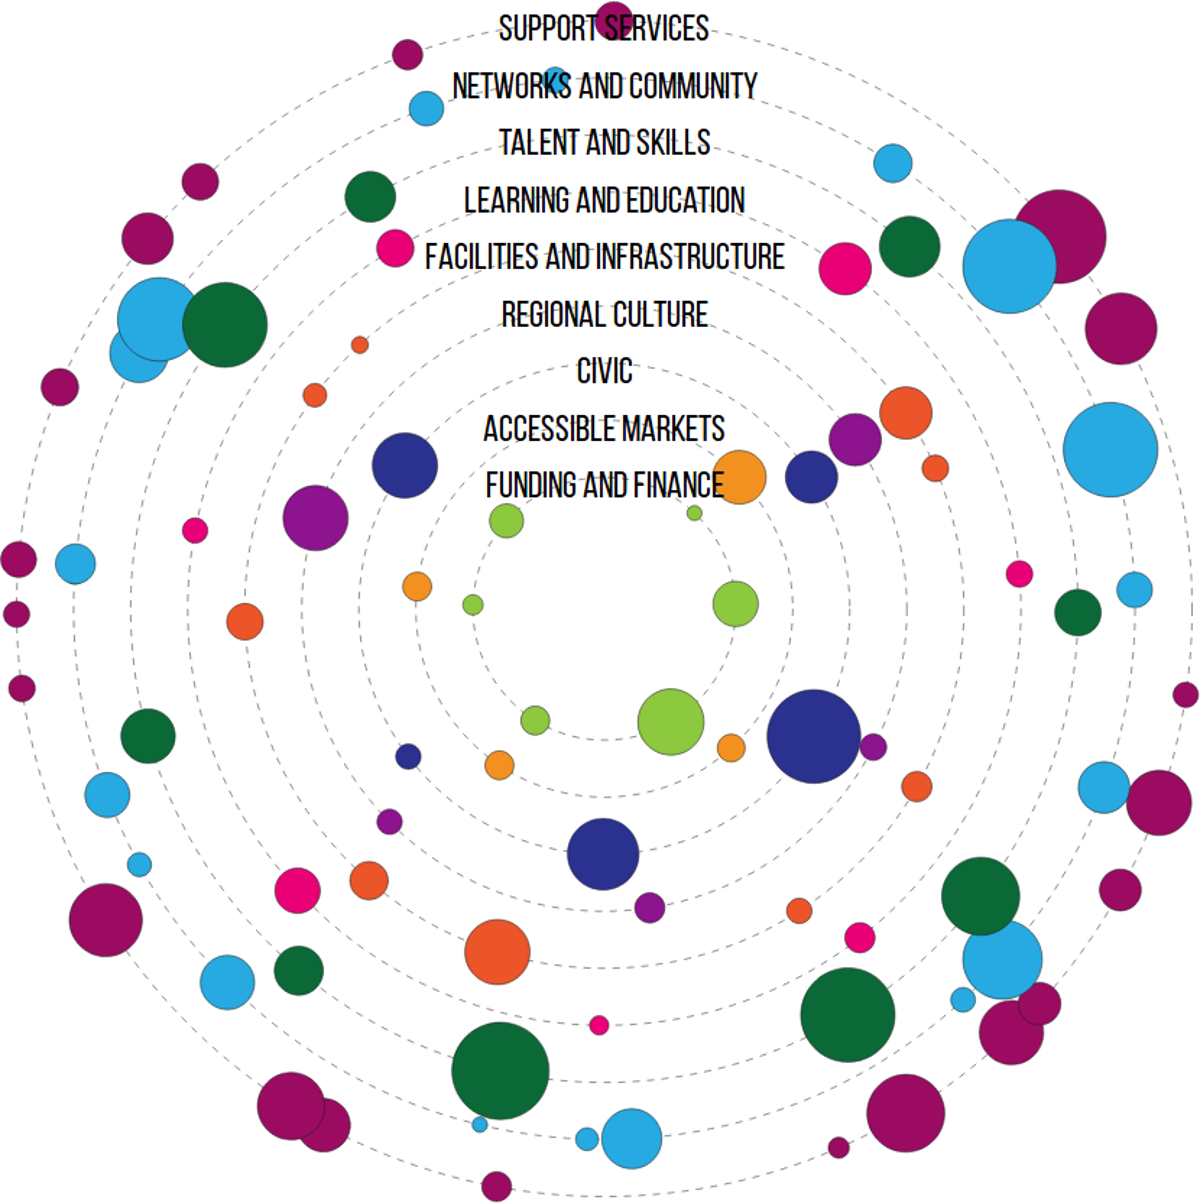 SUPPORT SERVICES
NETWORKS AND COMMUNITY
TALENT AND SKILLS
LEARNING AND EDUCATION
FACILITIES AND INFRASTRUCTURE
REGIONAL CULTURE
CIVIC
ACCESSIBLE MARKETS
FUNDING AND FINANCE